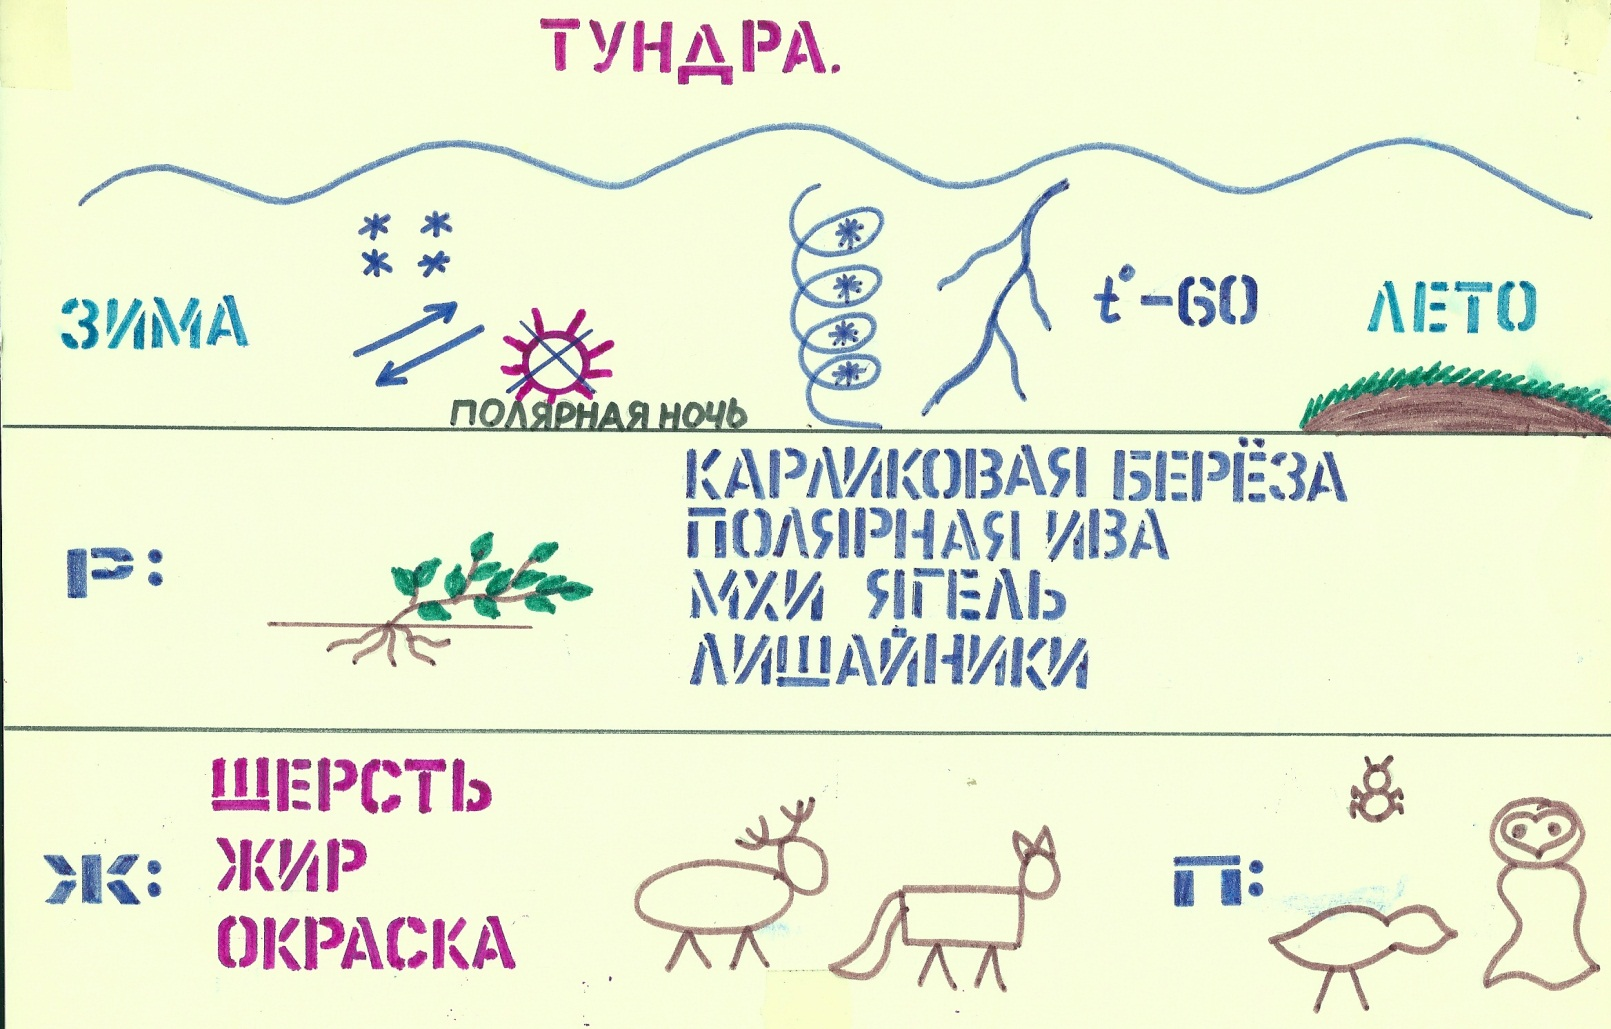 ТУНДРА.
ЗИМА
t°-60
ЛЕТО
ПОЛЯРНАЯ НОЧЬ
Р:
КАРЛИКОВАЯ БЕРЁЗА
ПОЛЯРНАЯ ИВА
МХИ ЯГЕЛЬ
ЛИШАЙНИКИ
Ж:
ШЕРСТЬ
ЖИР
ОКРАСКА
П: